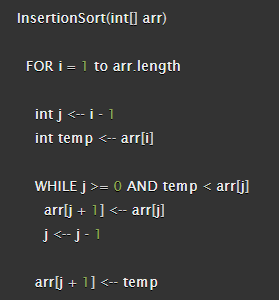 InsertionSort(int[] arr)
FOR i = 1 to arr.length
int j <-- i - 1
int temp <-- arr[i]
WHILE j >= 0 AND temp < arr[j]
arr[j + 1] <-- arr[j]
j <-- j - 1
arr[j + 1] <-- temp